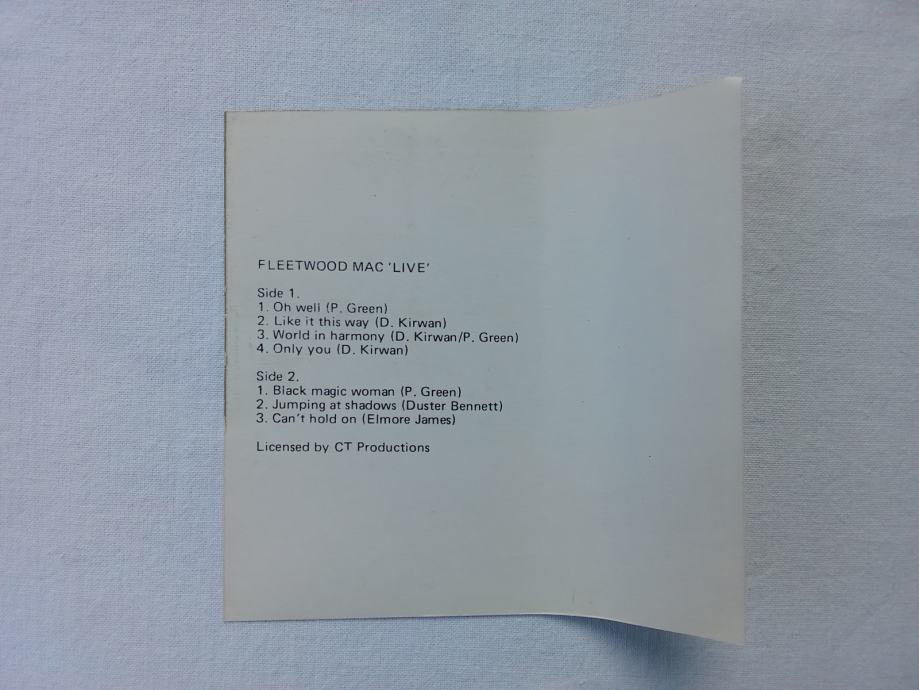 FLEETWOOD MAC 'LIVE'
Side 1.
1. Oh well (P. Green)
2. Like it this way (D. Kirwan)
3. World in harmony (D. Kirwan/P. Green)
4. Only you (D. Kirwan)
Side 2.
1. Black magic woman (P. Green)
2. Jumping at shadows (Duster Bennett)
3. Can't hold on (Elmore James)
Licensed by CT Productions